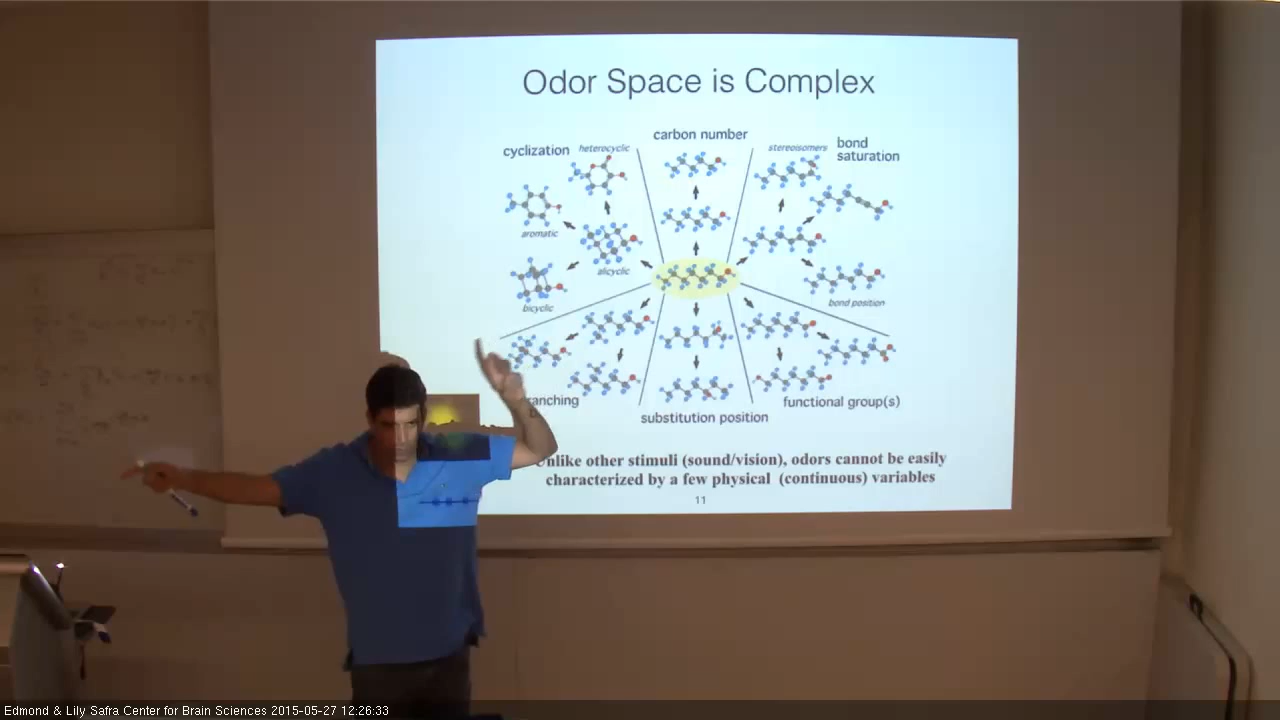 Odor Space is Complex
carbon number
cyclization
heterocyclic
stereoisomers
bond
saturation
aromatic
alicyclic
bicyclic
bond position
ranching
functional group(s)
substitution position
nlike other stimuli (sound/vision), odors cannot be easily
characterized by a few physical (continuous) variables
11
Edmond & Lily Safra Center for Brain Sciences 2015-05-27 12:26:33